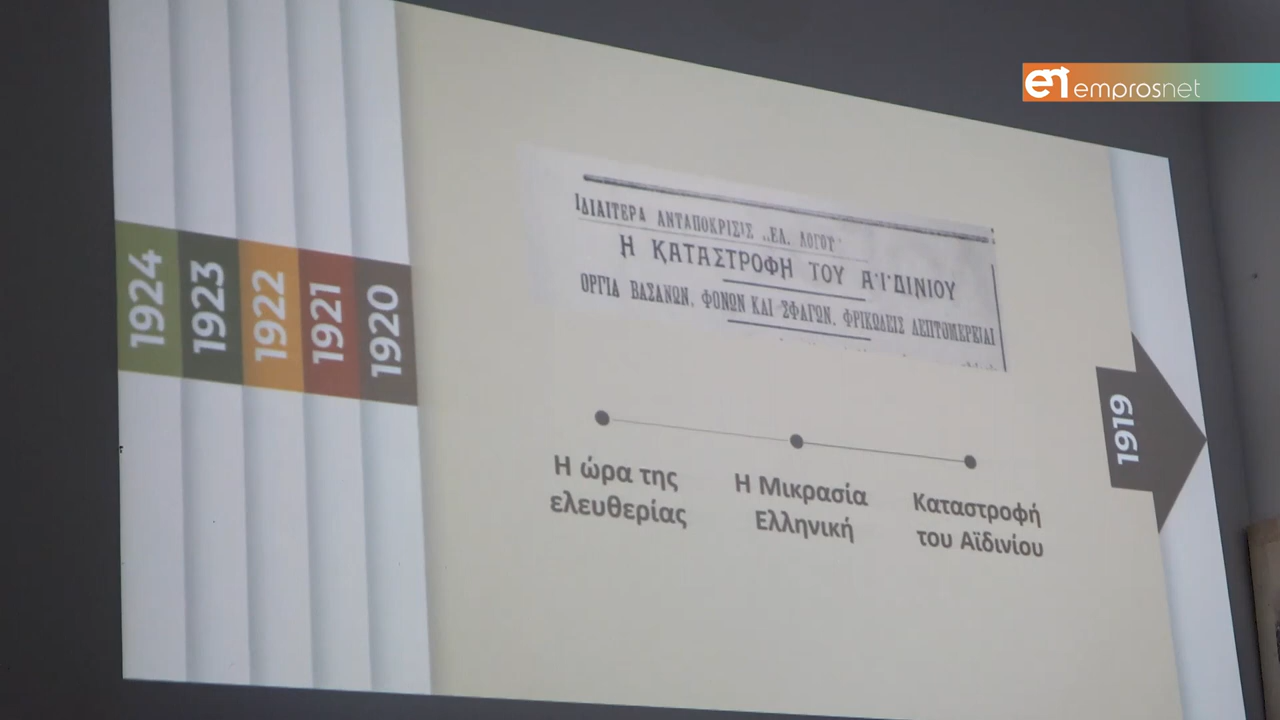 emprosnet
1924
1923
1922
1921
1920
ΙΔΙΑΙΤΕΡΑ ΑΝΤΑΠΟΚΡΙΣΙΣ „ΕΛ. ΛΟΓΟΥ"
Η ΚΑΤΑΣΤΡΟΦΗ ΤΟΥ Α·Ι·ΔΙΝΙΟΥ
ΟΡΓΙΑ ΒΑΣΑΝΩΝ, ΦΟΝΩΝ ΚΑΙ ΣΦΑΓΩΝ, ΦΡΙΚΩΔΕΙΣ ΛΕΠΤΟΜΕΡΕΙΑΙ
Η ώρα της
ελευθερίας
Η Μικρασία
Ελληνική
Καταστροφή
του Αϊδινίου
1919